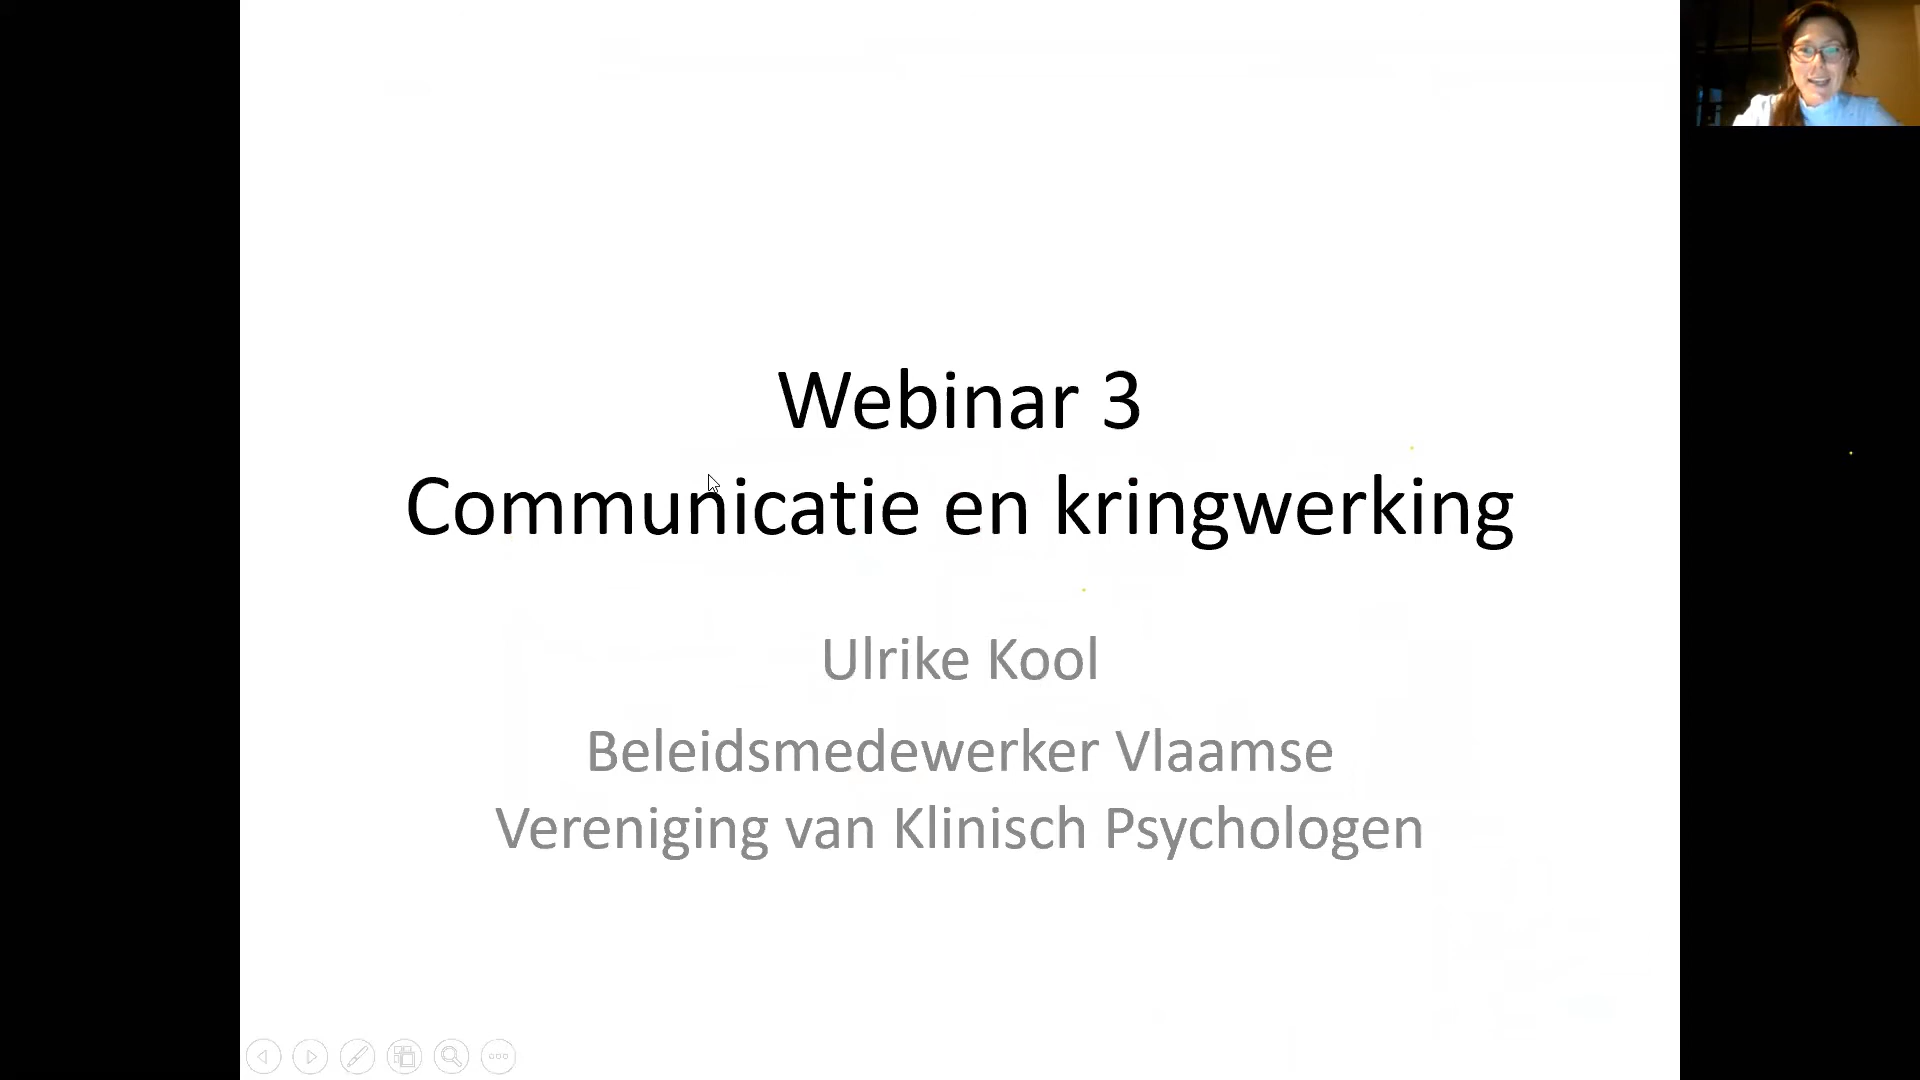 Webinar 3
Communicatie en kringwerking
Ulrike Kool
Beleidsmedewerker Vlaamse
Vereniging van Klinisch Psychologen